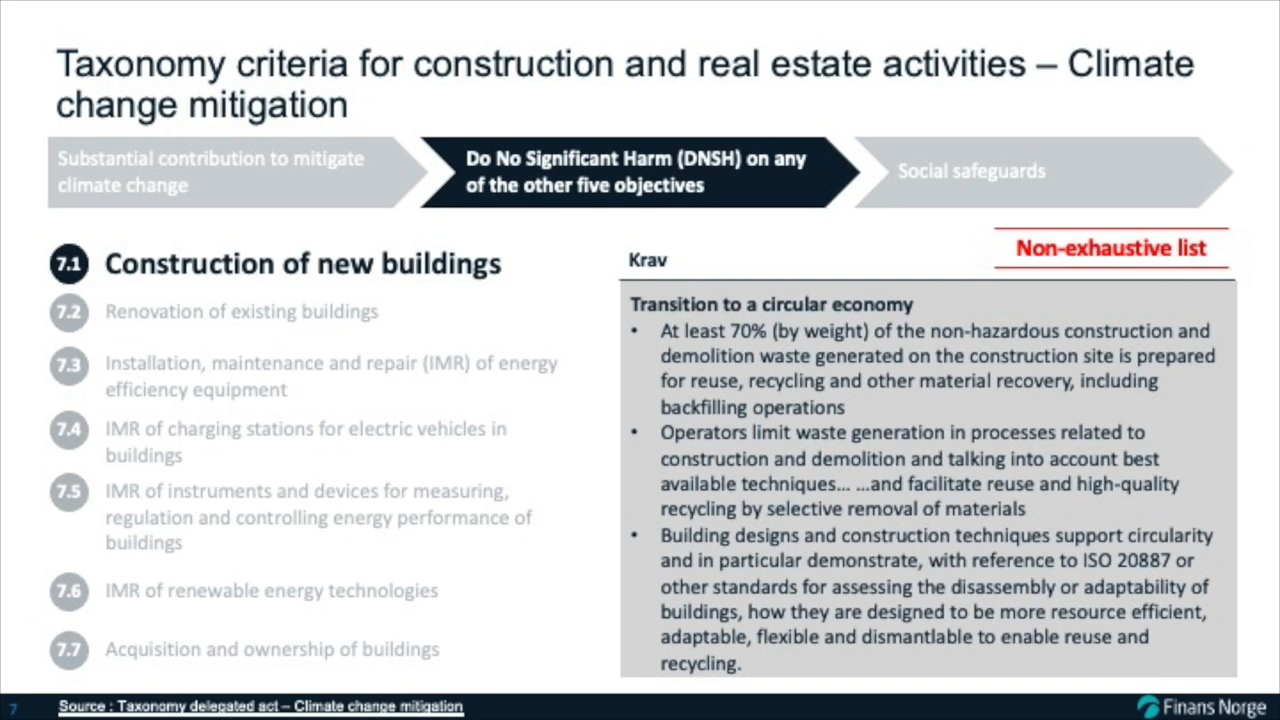 Taxonomy criteria for construction and real estate activities – Climate
change mitigation
Substantial contribution to mitigate
climate change
Do No Significant Harm (DNSH) on any
of the other five objectives
Social safeguards
7.1 Construction of new buildings
7.2 Renovation of existing buildings
7.3 Installation, maintenance and repair (IMR) of energy
efficiency equipment
7.4 IMR of charging stations for electric vehicles in
buildings
7.5 IMR of instruments and devices for measuring,
regulation and controlling energy performance of
buildings
7.6 IMR of renewable energy technologies
7.7 Acquisition and ownership of buildings
Krav
Non-exhaustive list
Transition to a circular economy
• At least 70% (by weight) of the non-hazardous construction and
demolition waste generated on the construction site is prepared
for reuse, recycling and other material recovery, including
backfilling operations
• Operators limit waste generation in processes related to
construction and demolition and talking into account best
available techniques… …and facilitate reuse and high-quality
recycling by selective removal of materials
• Building designs and construction techniques support circularity
and in particular demonstrate, with reference to ISO 20887 or
other standards for assessing the disassembly or adaptability of
buildings, how they are designed to be more resource efficient,
adaptable, flexible and dismantlable to enable reuse and
recycling.
7
Source : Taxonomy delegated act – Climate change mitigation
Finans Norge